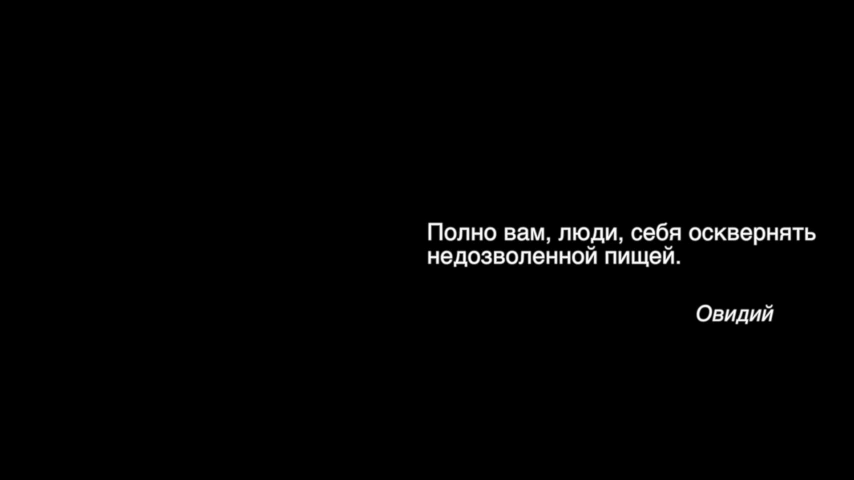 Полно вам, люди, себя осквернять
недозволенной пищей.
Овидий